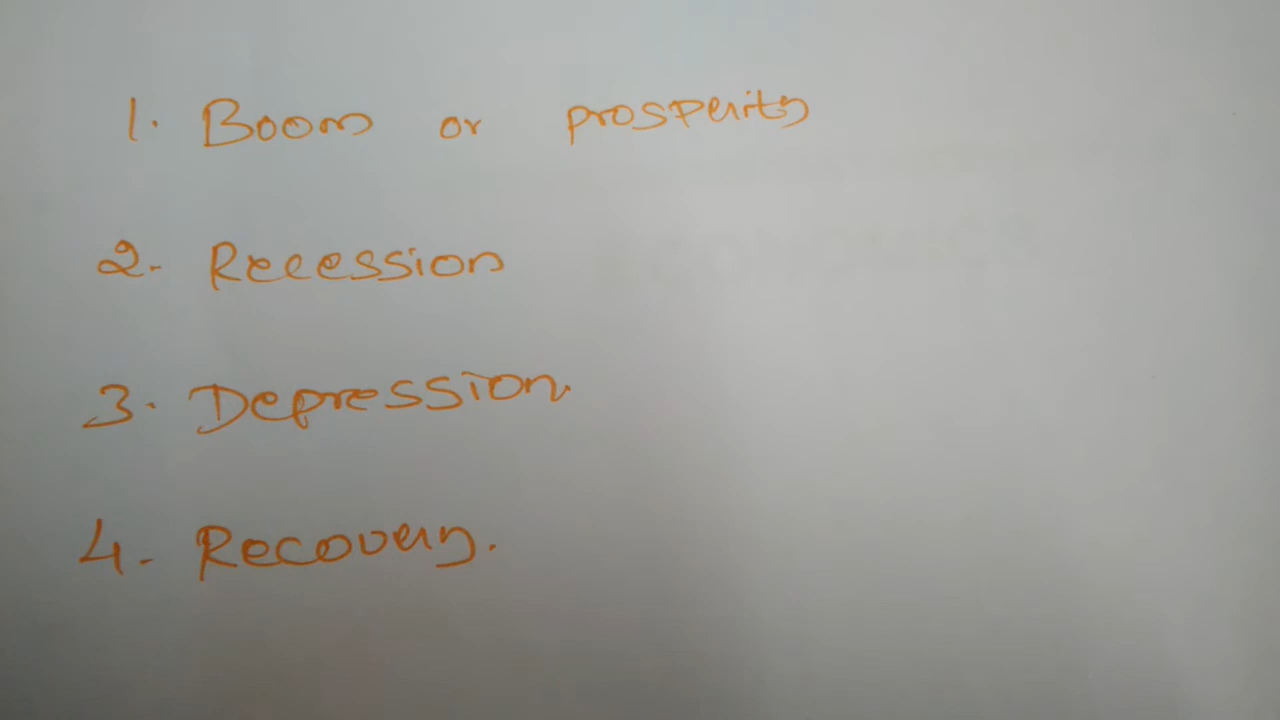 1. Boom or prosperity
2. Recession
3. Depression.
4. Recovery.